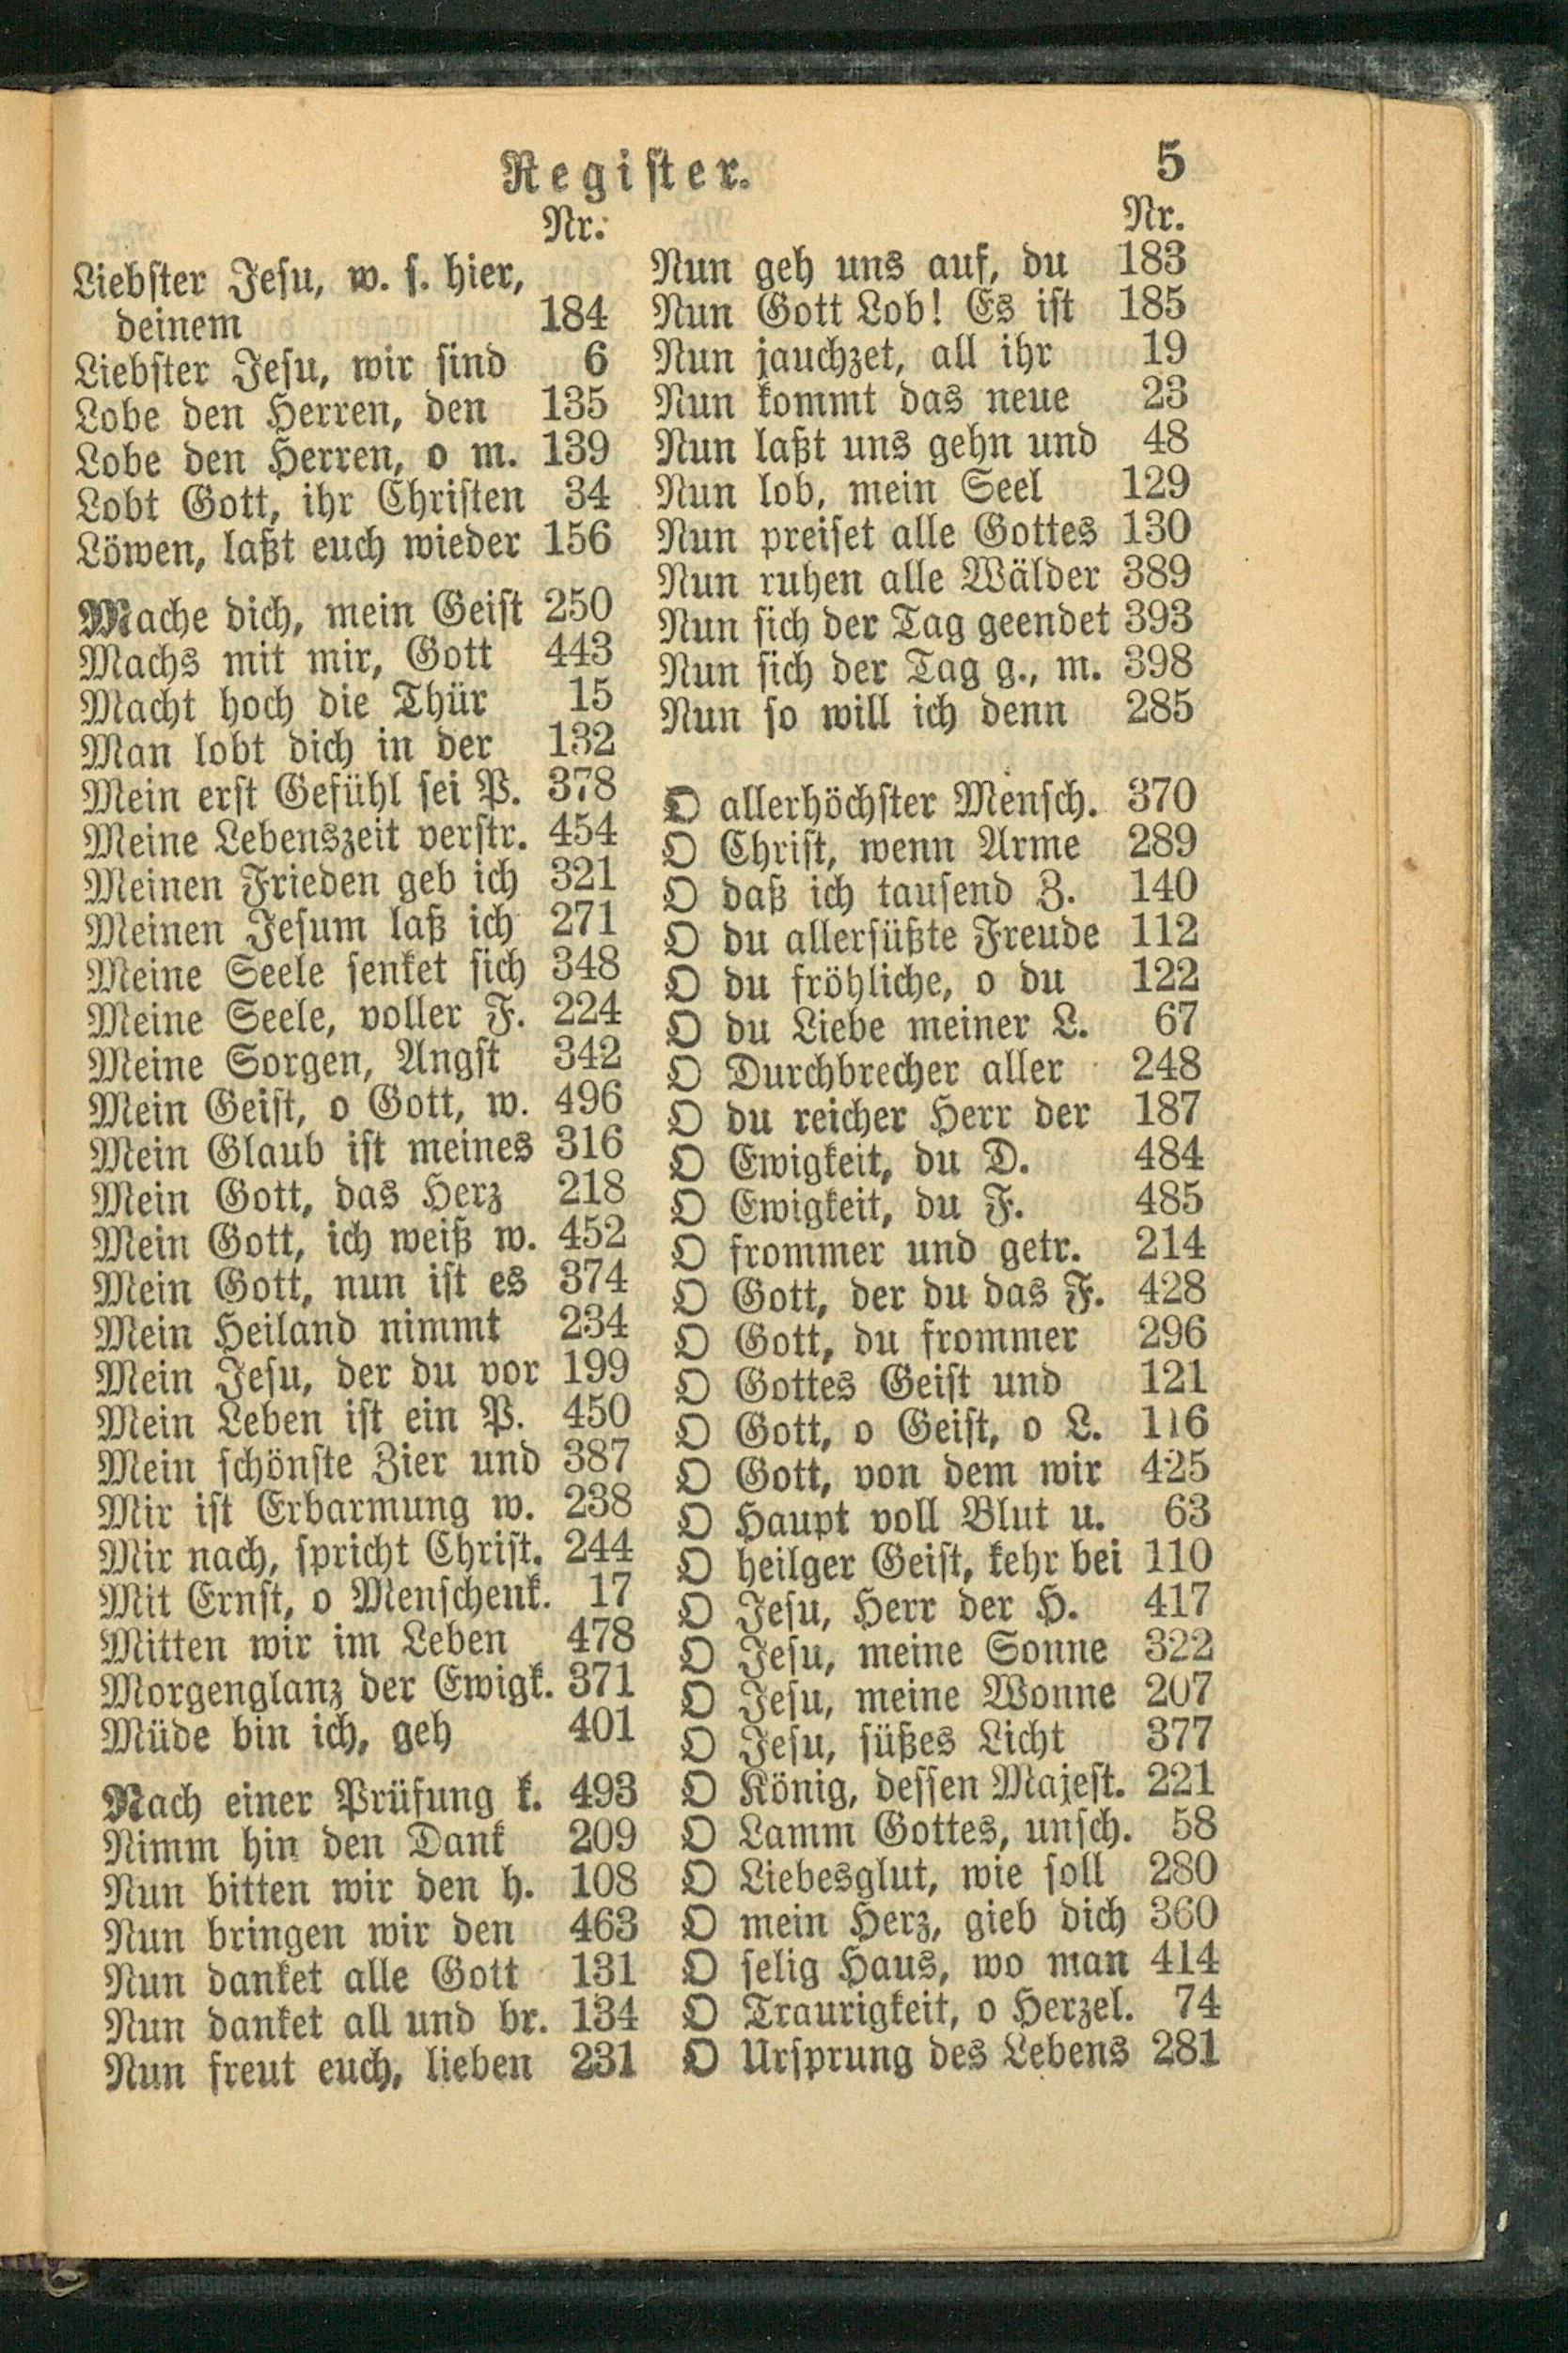 Register. 5
Nr.
Liebster Jesu, w. s. hier,
deinem 184
Liebster Jesu, wir sind 6
Lobe den Herren, den 135
Lobe den Herren, o m. 139
Lobt Gott, ihr Christen 34
Löwen, laßt euch wieder 156
Mache dich, mein Geist 250
Machs mit mir, Gott 443
Macht hoch die Thür 15
Man lobt dich in der 132
Mein erst Gefühl sei P. 378
Meine Lebenszeit verstr. 454
Meinen Frieden geb ich 321
Meinen Jesum laß ich 271
Meine Seele senket sich 348
Meine Seele, voller F. 224
Meine Sorgen, Angst 342
Mein Geist, o Gott, w. 496
Mein Glaub ist meines 316
Mein Gott, das Herz 218
Mein Gott, ich weiß w. 452
Mein Gott, nun ist es 374
Mein Heiland nimmt 234
Mein Jesu, der du vor 199
Mein Leben ist ein P. 450
Mein schönste Zier und 387
Mir ist Erbarmung w. 238
Mir nach, spricht Christ. 244
Mit Ernst, o Menschenk. 17
Mitten wir im Leben 478
Morgenglanz der Ewigk. 371
Müde bin ich, geh 401
Nach einer Prüfung k. 493
Nimm hin den Dank 209
Nun bitten wir den h. 108
Nun bringen wir den 463
Nun danket alle Gott 131
Nun danket all und br. 134
Nun freut euch, lieben 231
Nr.
Nun geh uns auf, du 183
Nun Gott Lob! Es ist 185
Nun jauchzet, all ihr 19
Nun kommt das neue 23
Nun laßt uns gehn und 48
Nun lob, mein Seel 129
Nun preiset alle Gottes 130
Nun ruhen alle Wälder 389
Nun sich der Tag geendet 393
Nun sich der Tag g., m. 398
Nun so will ich denn 285
O allerhöchster Mensch. 370
O Christ, wenn Arme 289
O daß ich tausend Z. 140
O du allersüßte Freude 112
O du fröhliche, o du 122
O du Liebe meiner L. 67
O Durchbrecher aller 248
O du reicher Herr der 187
O Ewigkeit, du D. 484
O Ewigkeit, du F. 485
O frommer und getr. 214
O Gott, der du das F. 428
O Gott, du frommer 296
O Gottes Geist und 121
O Gott, o Geist, o L. 116
O Gott, von dem wir 425
O Haupt voll Blut u. 63
O heilger Geist, kehr bei 110
O Jesu, Herr der H. 417
O Jesu, meine Sonne 322
O Jesu, meine Wonne 207
O Jesu, süßes Licht 377
O König, dessen Majest. 221
O Lamm Gottes, unsch. 58
O Liebesglut, wie soll 280
O mein Herz, gieb dich 360
O selig Haus, wo man 414
O Traurigkeit, o Herzel. 74
O Ursprung des Lebens 281